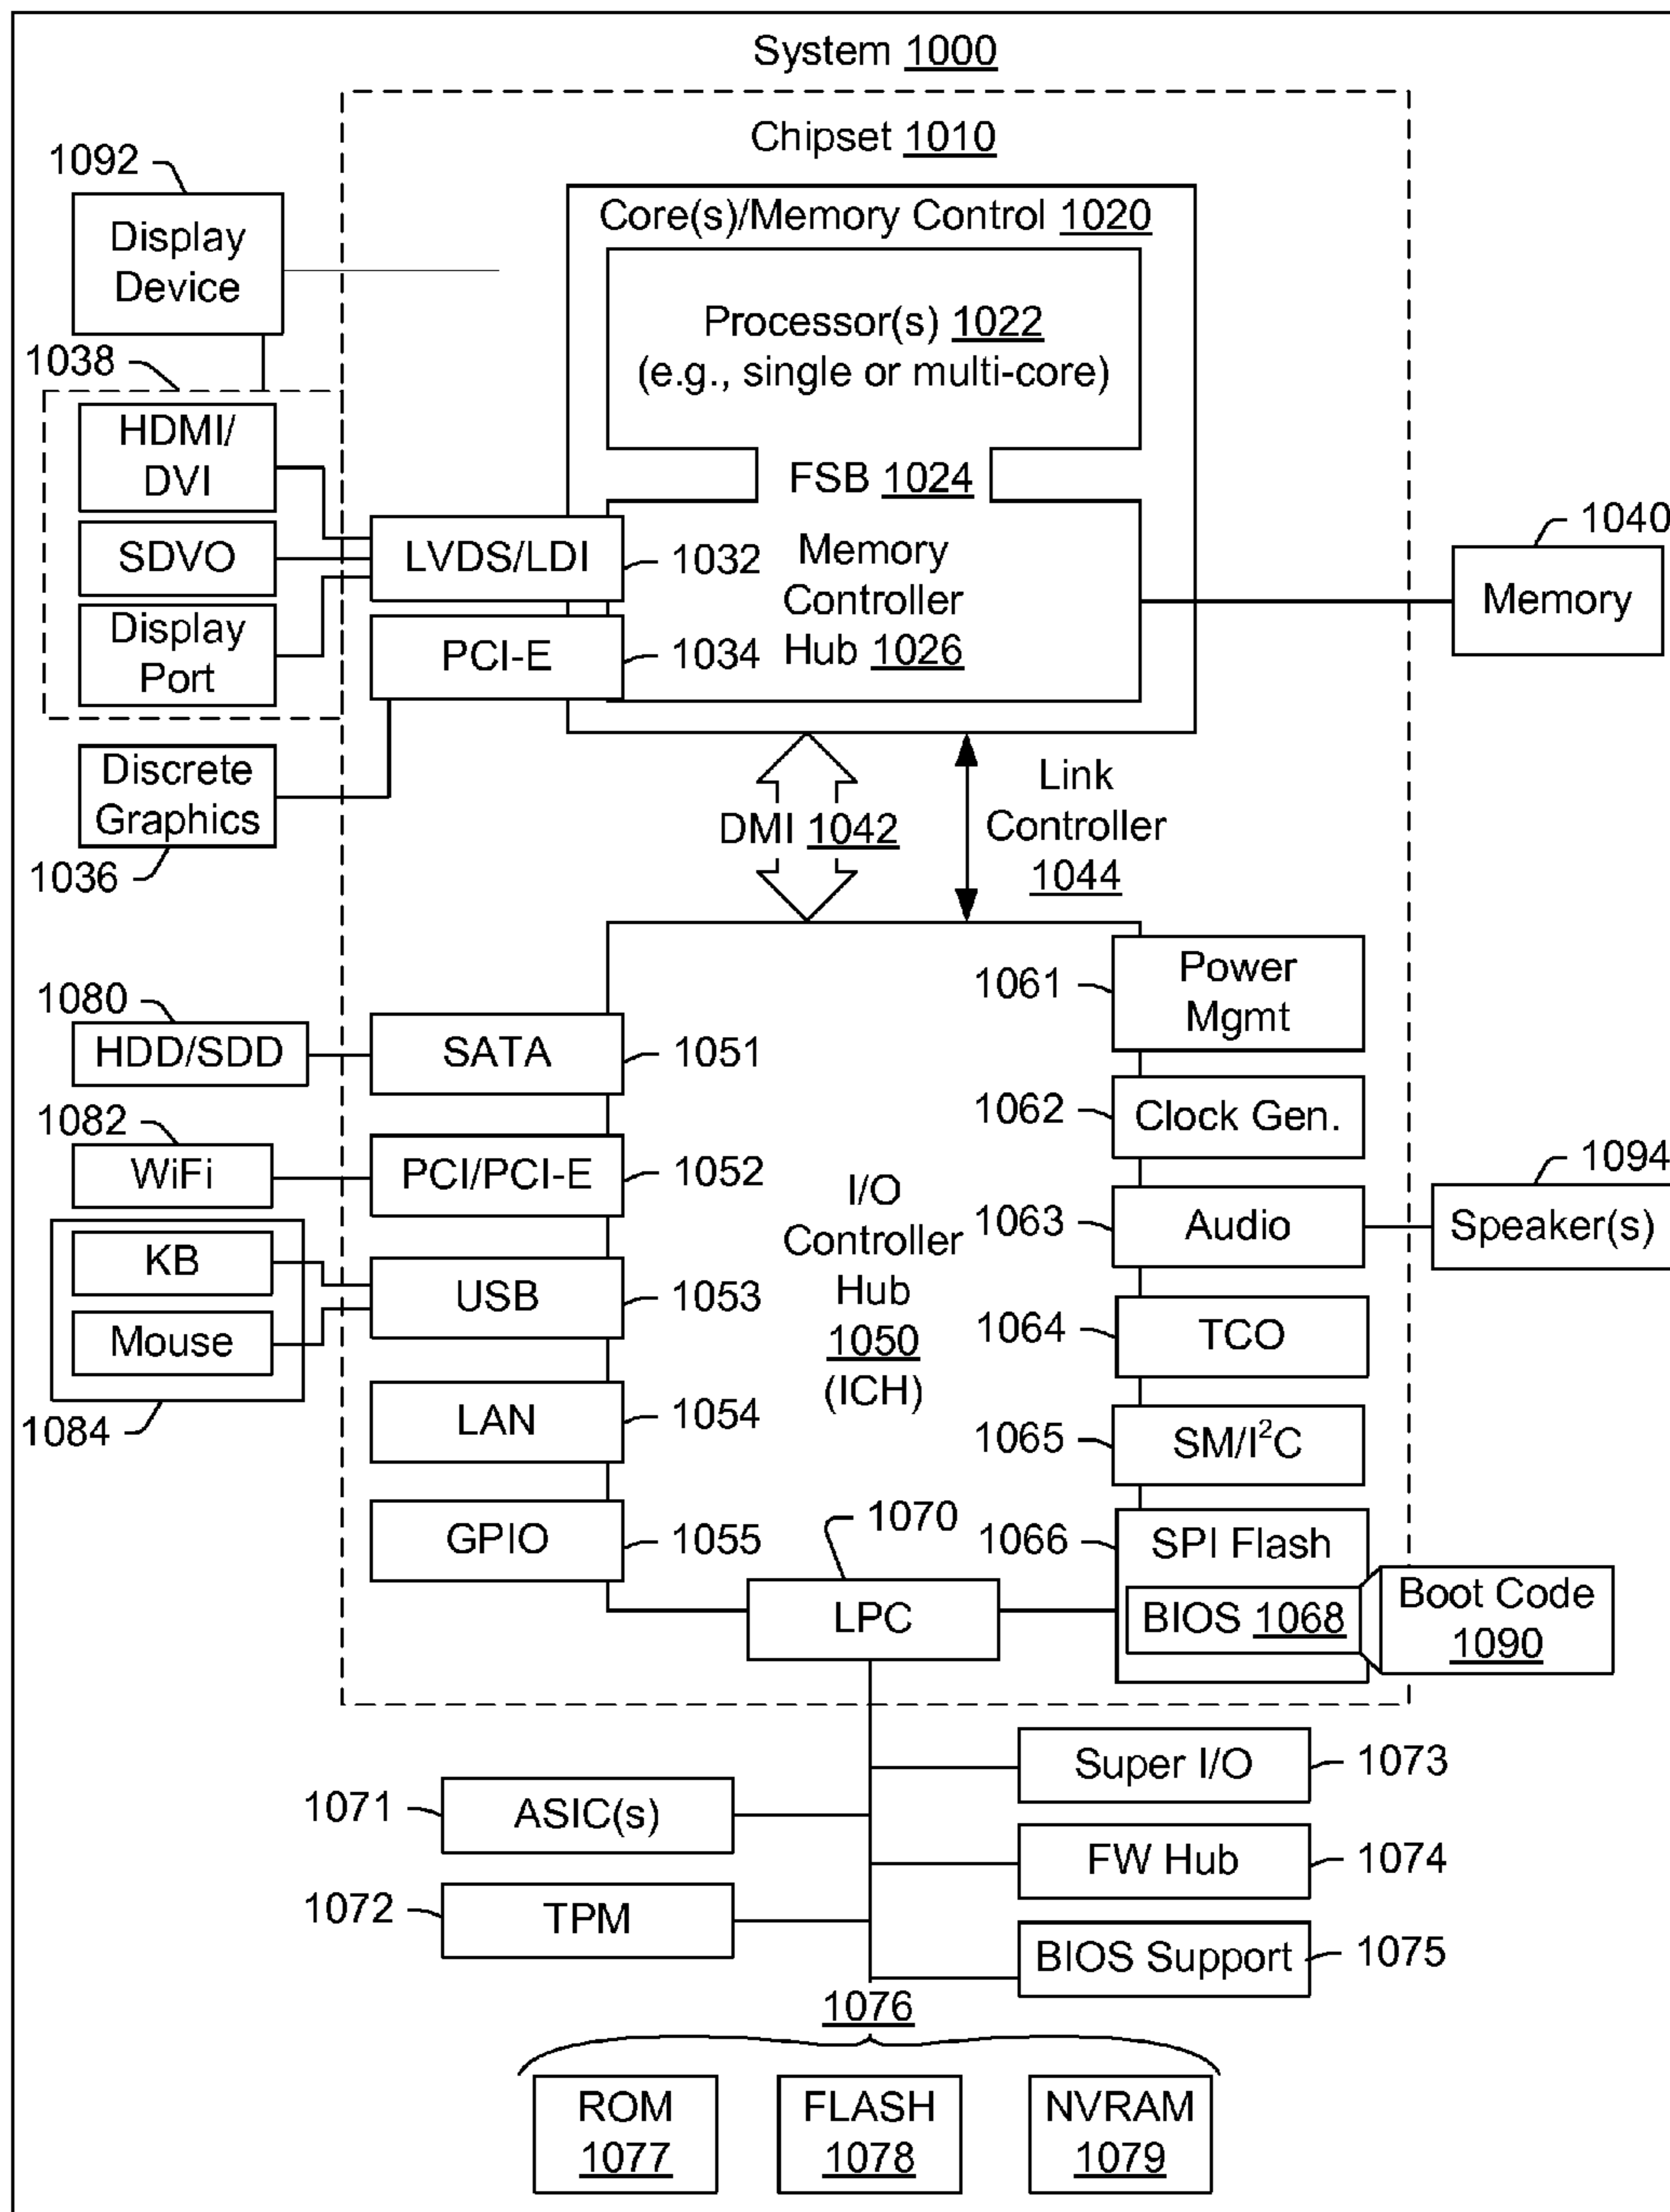 System 1000
Chipset 1010
1092
Display
Device
Core(s)/Memory Control 1020
Processor(s) 1022
(e.g., single or multi-core)
1038
HDMI/
DVI
SDVO
Display
Port
FSB 1024
LVDS/LDI
1032
PCI-E
1034
Memory
Controller
Hub 1026
1040
Memory
Discrete
Graphics
1036
DMI 1042
Link
Controller
1044
1080
HDD/SDD
SATA
1051
1082
WiFi
PCI/PCI-E
1052
KB
Mouse
1084
USB
1053
LAN
1054
GPIO
1055
I/O
Controller
Hub
1050
(ICH)
1061
Power
Mgmt
1062
Clock Gen.
1063
Audio
1094
Speaker(s)
1064
TCO
1065
SM/I²C
1066
SPI Flash
BIOS 1068
Boot Code
1090
1070
LPC
1071
ASIC(s)
1072
TPM
Super I/O
1073
FW Hub
1074
BIOS Support
1075
1076
ROM
1077
FLASH
1078
NVRAM
1079